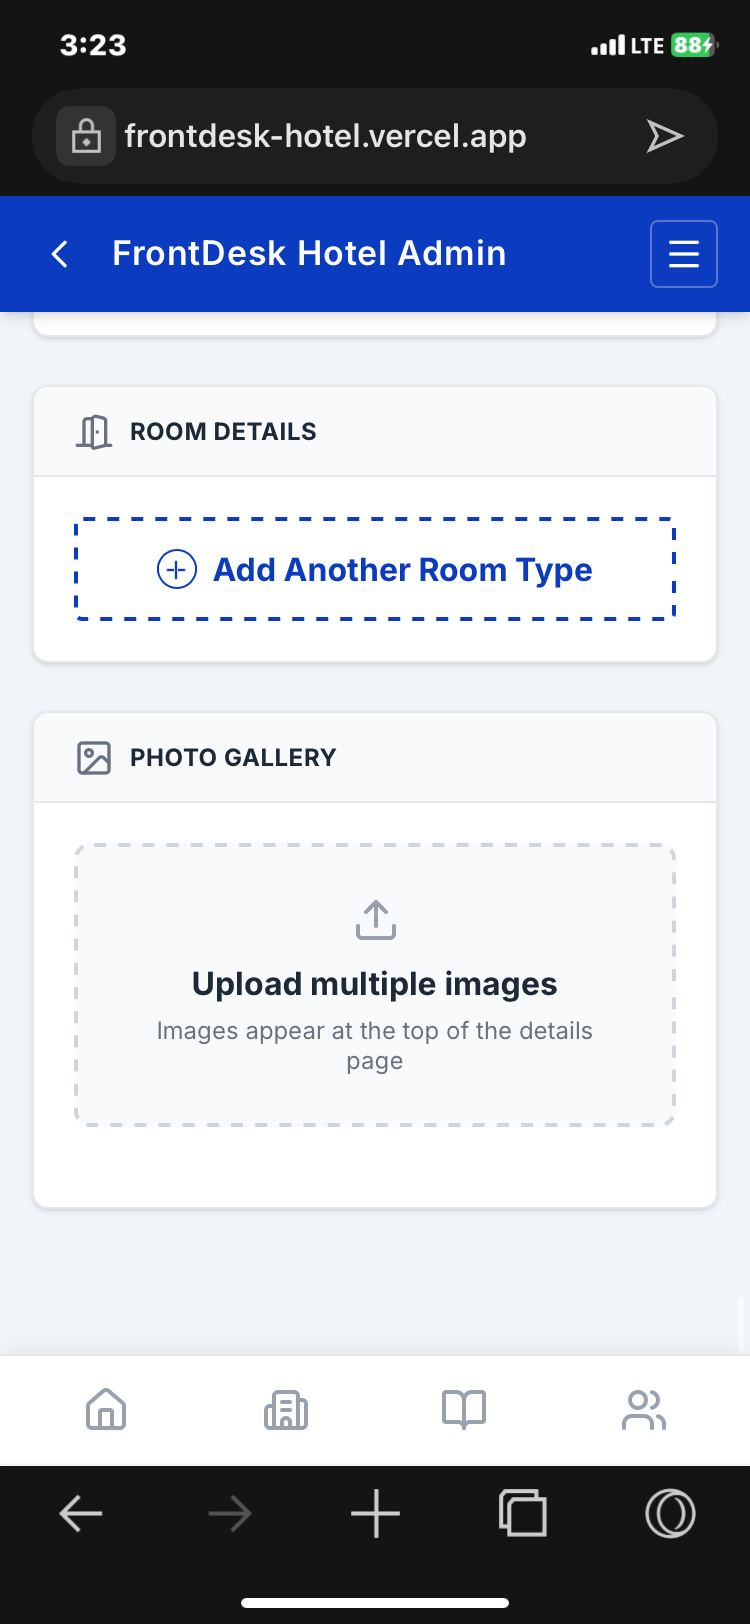 3:23
LTE 88
frontdesk-hotel.vercel.app
FrontDesk Hotel Admin
ROOM DETAILS
Add Another Room Type
PHOTO GALLERY
Upload multiple images
Images appear at the top of the details
page